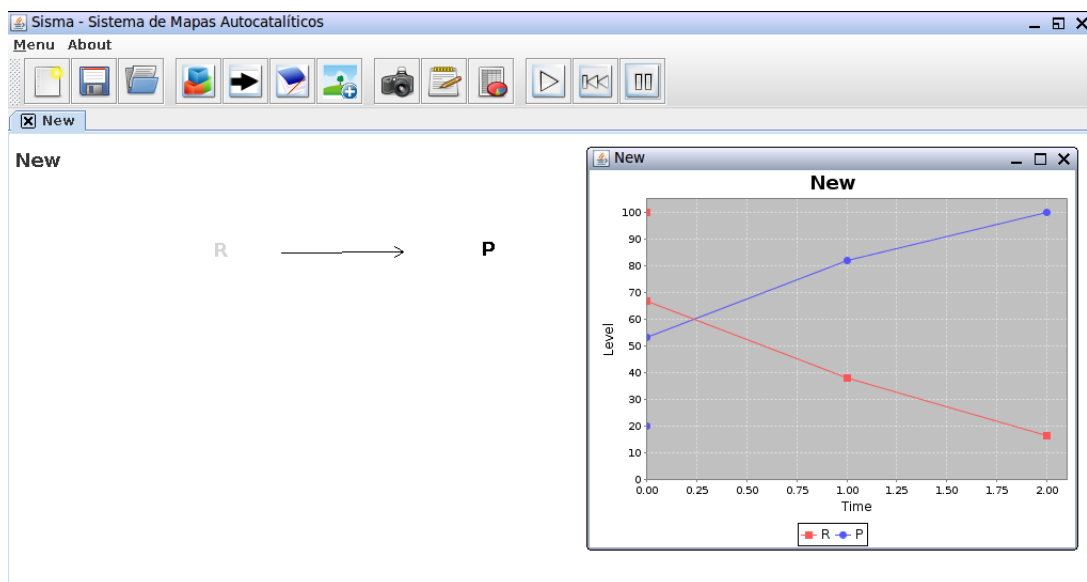 Sisma - Sistema de Mapas Autocatalíticos
Menu About
New
New
R P
New
New
100
90
80
70
60
50
40
30
20
10
0
Level
0.00 0.25 0.50 0.75 1.00 1.25 1.50 1.75 2.00
Time
R P